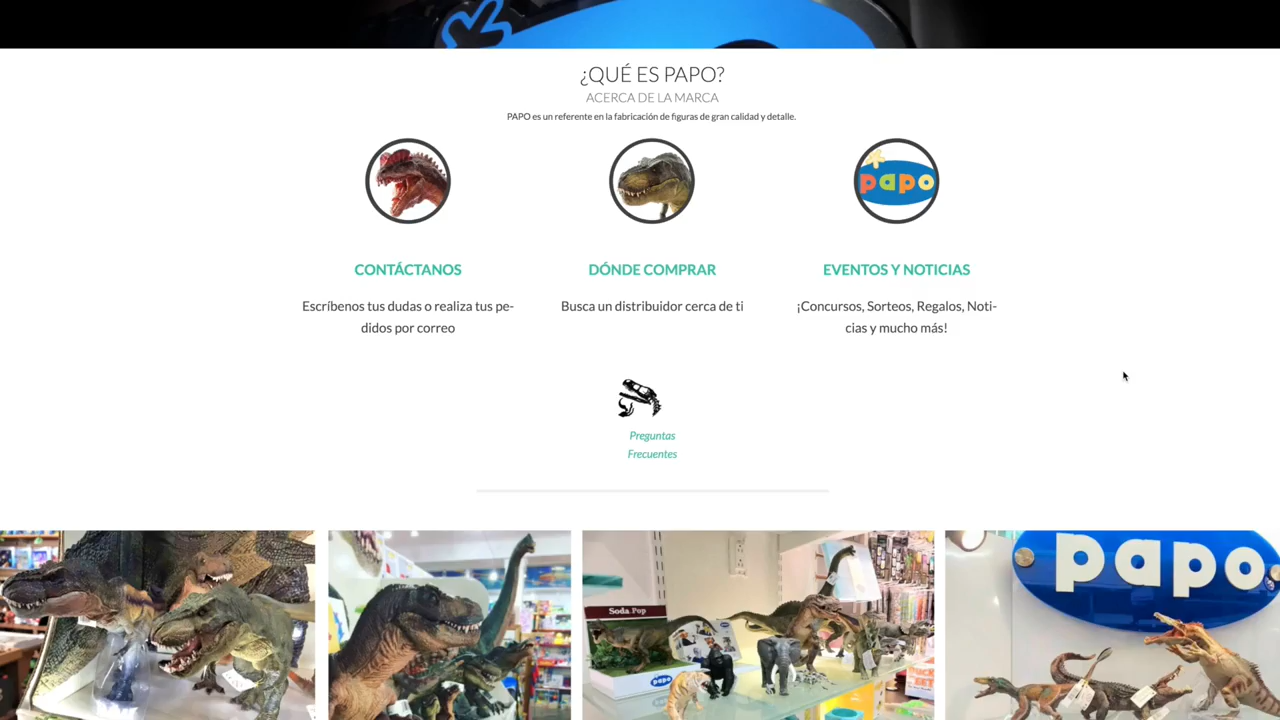 ¿QUÉ ES PAPO?
ACERCA DE LA MARCA
PAPO es un referente en la fabricación de figuras de gran calidad y detalle.
papo
CONTÁCTANOS
DÓNDE COMPRAR
EVENTOS Y NOTICIAS
Escríbenos tus dudas o realiza tus pe-
didos por correo
Busca un distribuidor cerca de ti
¡Concursos, Sorteos, Regalos, Noti-
cias y mucho más!
Preguntas
Frecuentes
Soda Pop
papo
papo